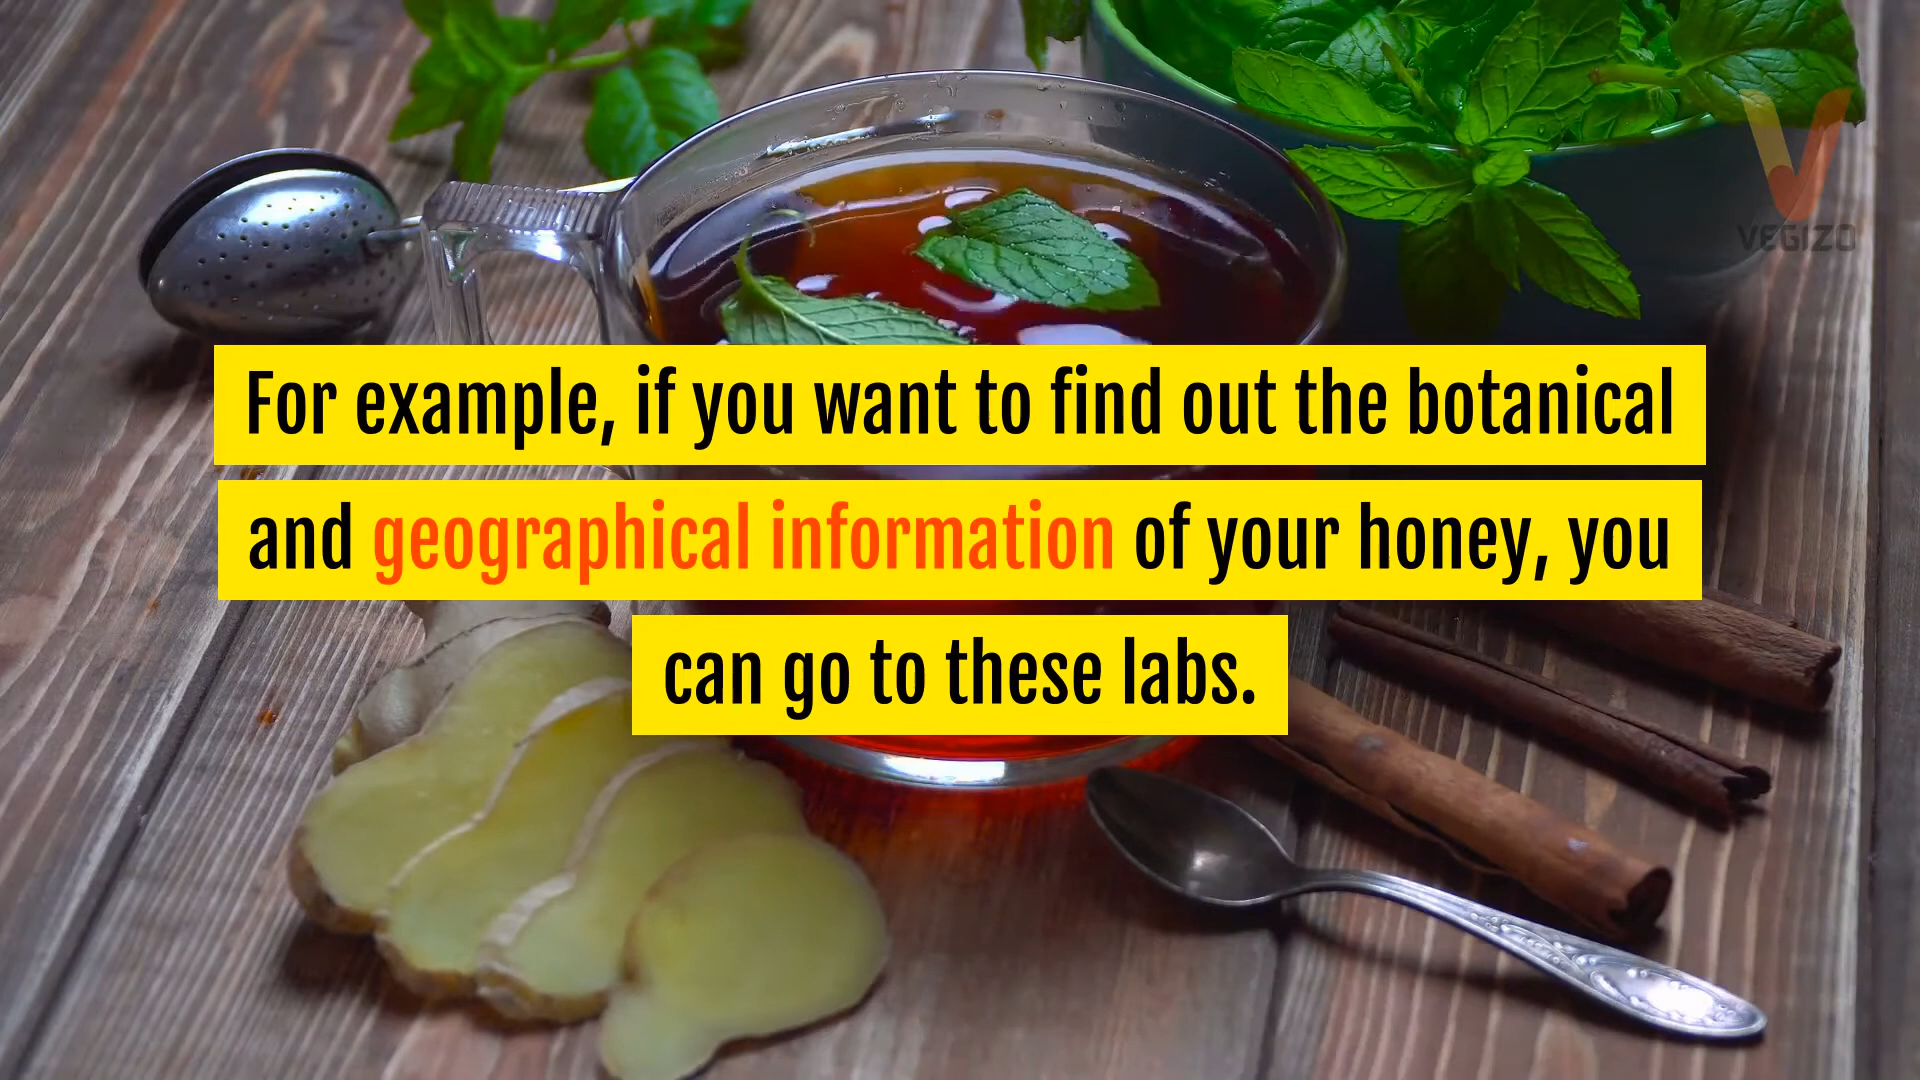 VEGIZO
For example, if you want to find out the botanical
and geographical information of your honey, you
can go to these labs.